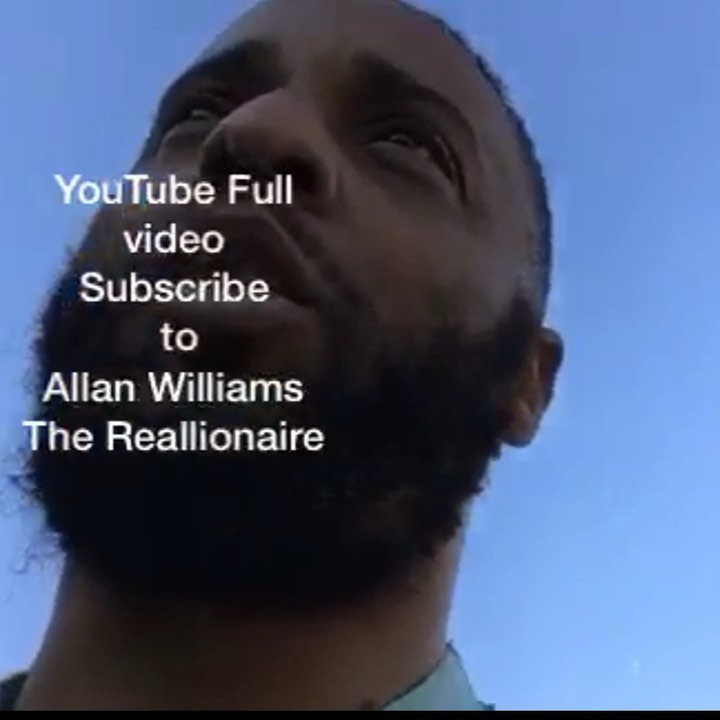 YouTube Full
video
Subscribe
to
Allan Williams
The Reallionaire